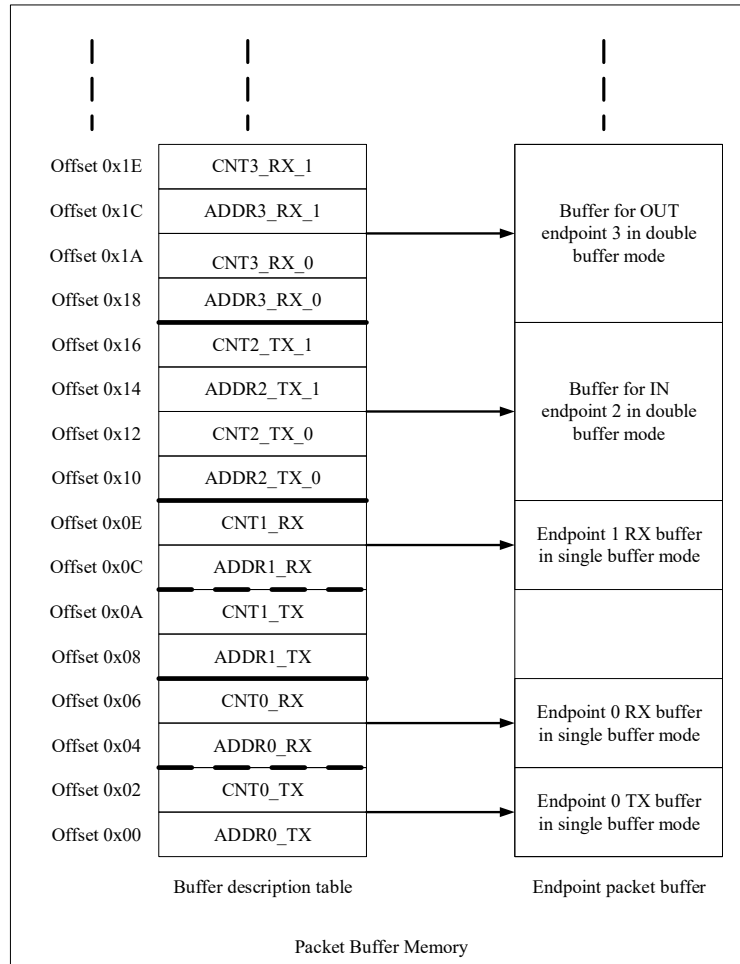 Offset 0x1E CNT3_RX_1
Offset 0x1C ADDR3_RX_1
Offset 0x1A CNT3_RX_0
Offset 0x18 ADDR3_RX_0
Buffer for OUT
endpoint 3 in double
buffer mode
Offset 0x16 CNT2_TX_1
Offset 0x14 ADDR2_TX_1
Offset 0x12 CNT2_TX_0
Offset 0x10 ADDR2_TX_0
Buffer for IN
endpoint 2 in double
buffer mode
Offset 0x0E CNT1_RX
Offset 0x0C ADDR1_RX
Endpoint 1 RX buffer
in single buffer mode
Offset 0x0A CNT1_TX
Offset 0x08 ADDR1_TX
Offset 0x06 CNT0_RX
Offset 0x04 ADDR0_RX
Endpoint 0 RX buffer
in single buffer mode
Offset 0x02 CNT0_TX
Offset 0x00 ADDR0_TX
Endpoint 0 TX buffer
in single buffer mode
Buffer description table
Endpoint packet buffer
Packet Buffer Memory